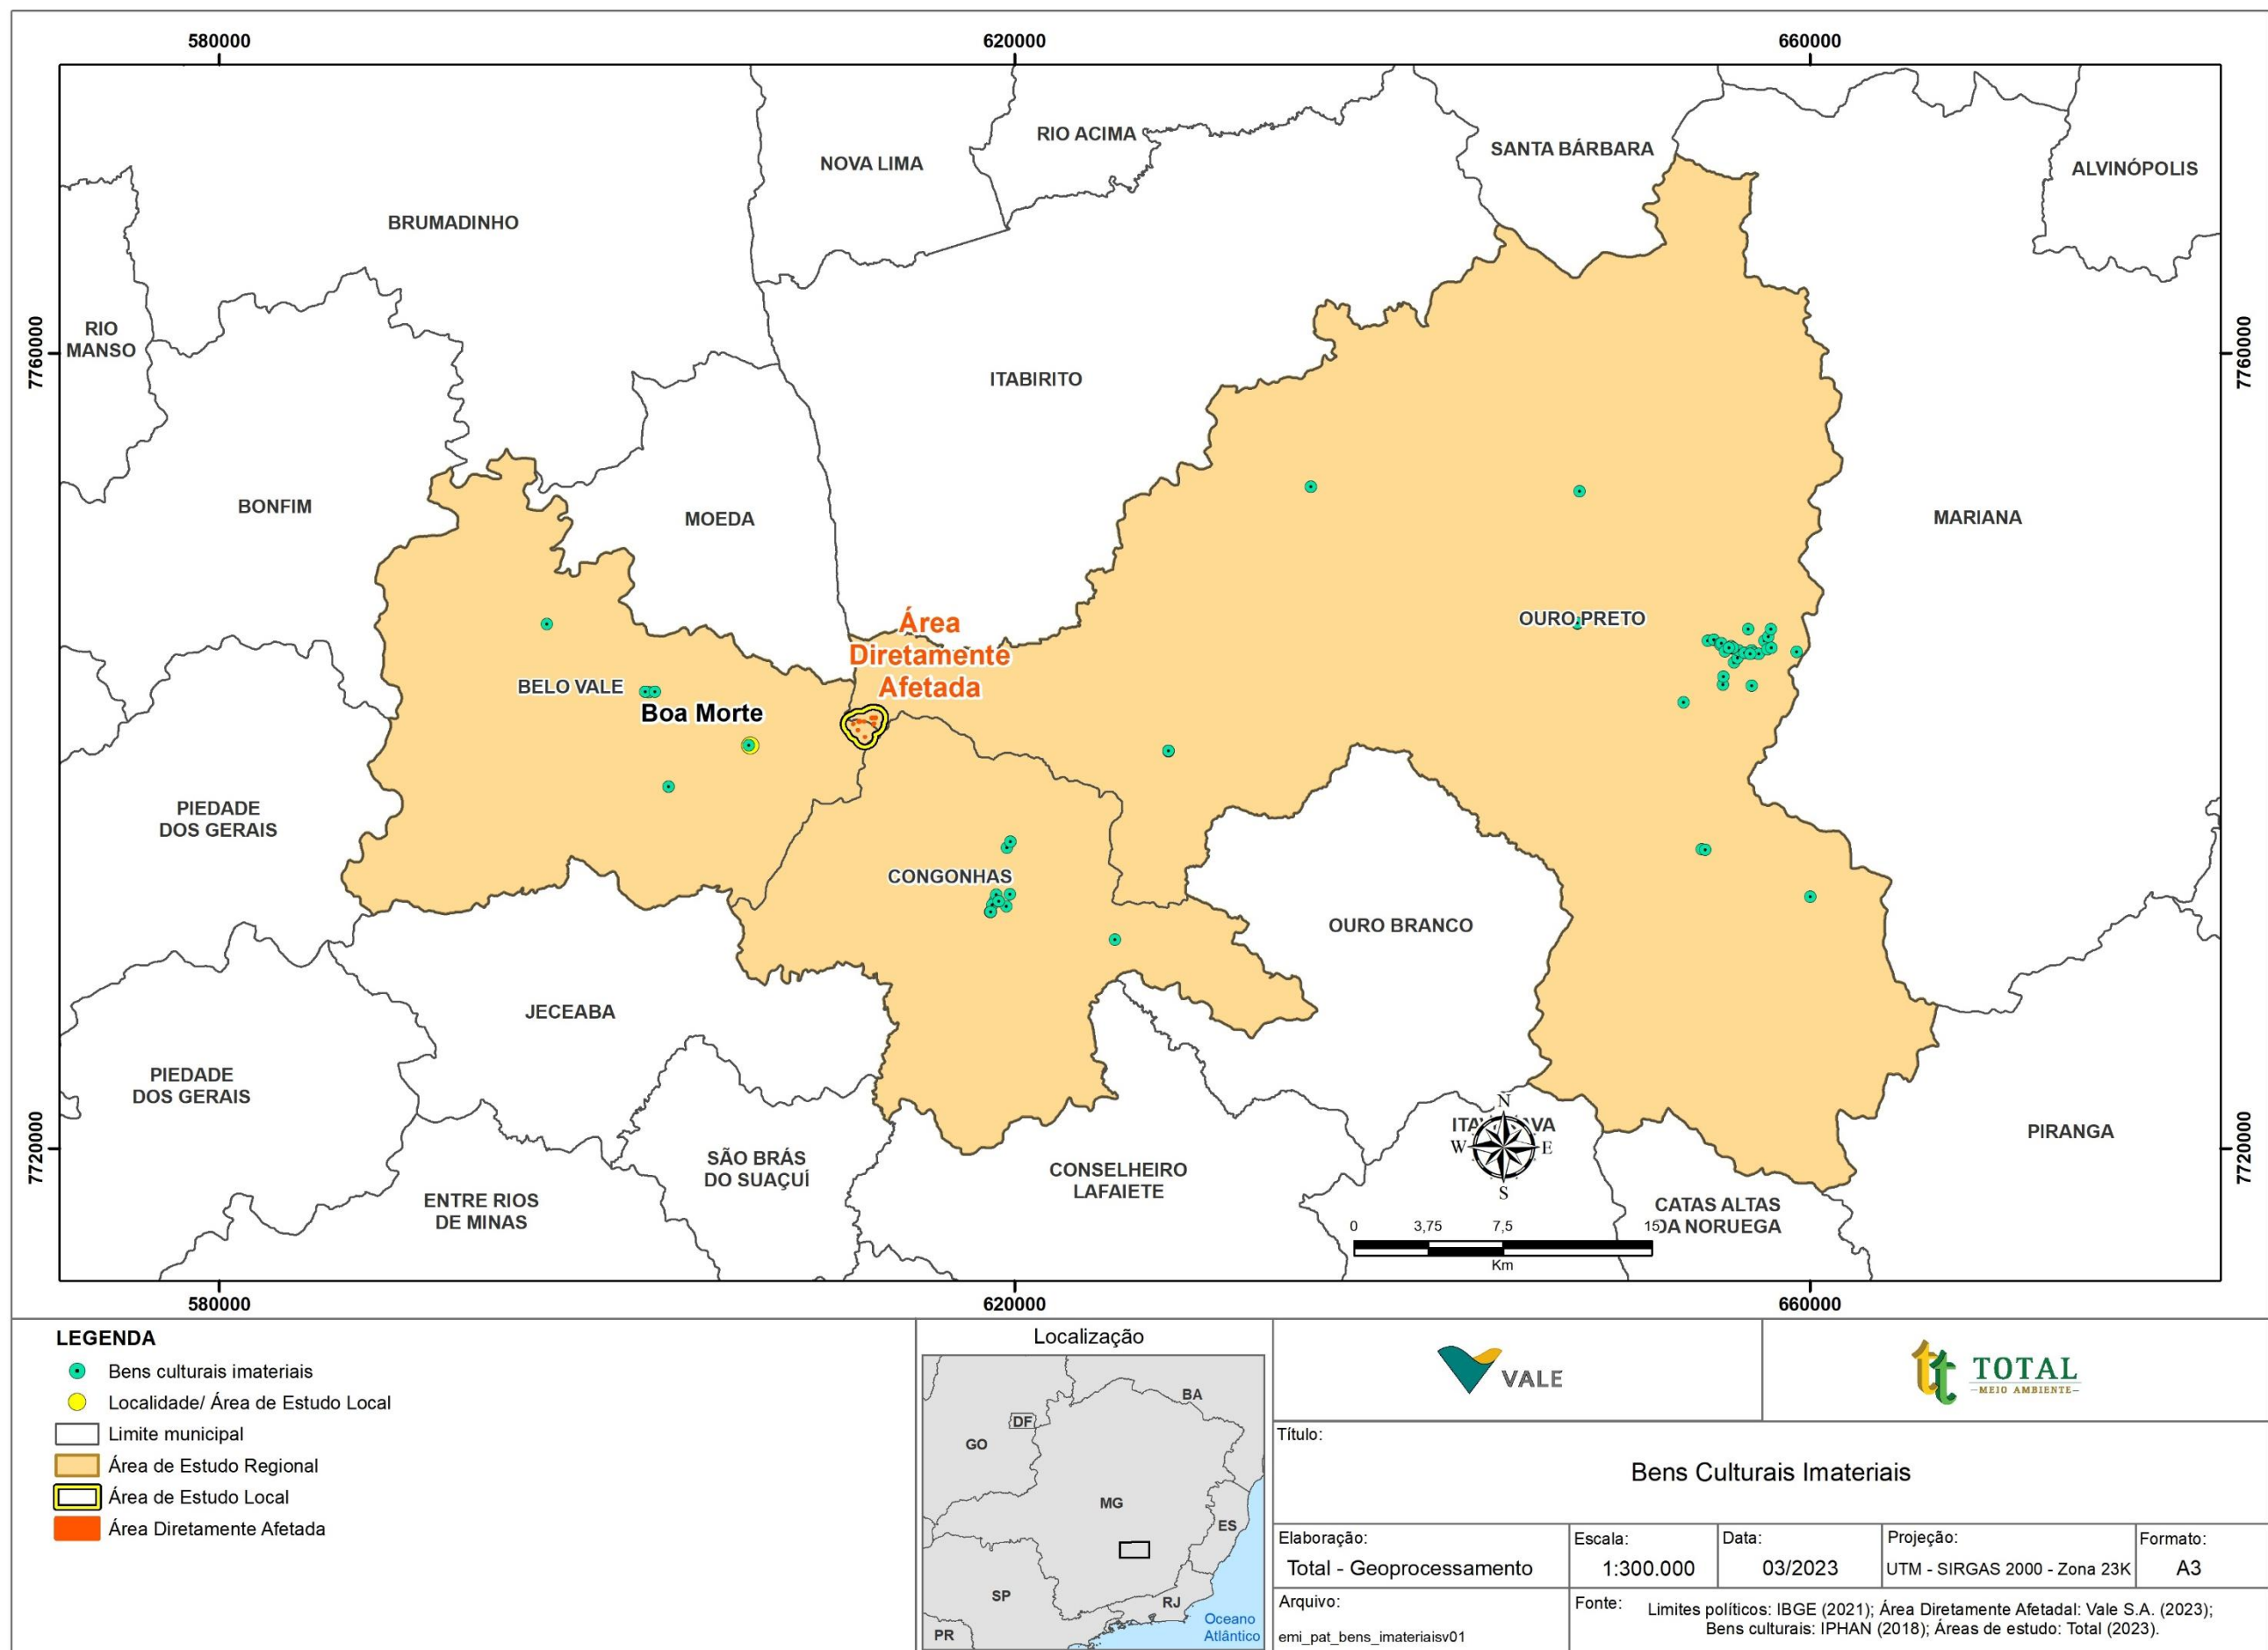 580000
620000
660000
RIO ACIMA
SANTA BÁRBARA
NOVA LIMA
ALVINÓPOLIS
BRUMADINHO
RIO
MANSO
7760000
7760000
ITABIRITO
BONFIM
MOEDA
MARIANA
Área
Diretamente
Afetada
OURO PRETO
BELO VALE
Boa Morte
PIEDADE
DOS GERAIS
CONGONHAS
OURO BRANCO
JECEABA
PIEDADE
DOS GERAIS
N
W
E
S
7720000
7720000
PIRANGA
SÃO BRÁS
DO SUAÇUÍ
CONSELHEIRO
LAFAIETE
ENTRE RIOS
DE MINAS
CATAS ALTAS
DA NORUEGA
0 3,75 7,5 15
Km
580000
620000
660000
LEGENDA
Bens culturais imateriais
Localidade/ Área de Estudo Local
Limite municipal
Área de Estudo Regional
Área de Estudo Local
Área Diretamente Afetada
Localização
BA
DF
GO
MG
ES
SP
RJ
PR
Oceano
Atlântico
VALE
TOTAL
MEIO AMBIENTE
Título:
Bens Culturais Imateriais
Elaboração:
Total - Geoprocessamento
Escala:
1:300.000
Data:
03/2023
Projeção:
UTM - SIRGAS 2000 - Zona 23K
Formato:
A3
Arquivo:
emi_pat_bens_imateriaisv01
Fonte:
Limites políticos: IBGE (2021); Área Diretamente Afetadal: Vale S.A. (2023);
Bens culturais: IPHAN (2018); Áreas de estudo: Total (2023).